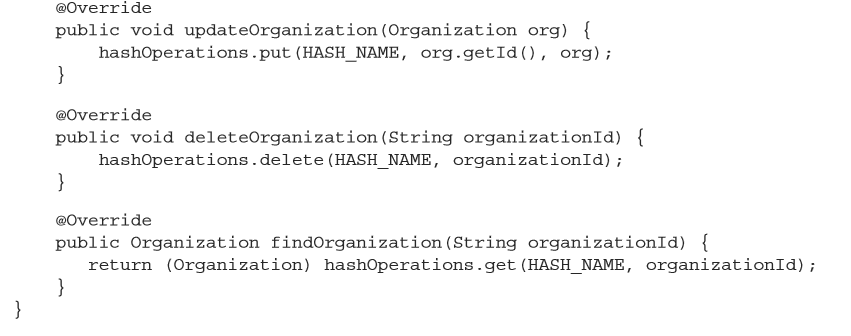 @Override
public void updateOrganization(Organization org) {
hashOperations.put(HASH_NAME, org.getId(), org);
}
@Override
public void deleteOrganization(String organizationId) {
hashOperations.delete(HASH_NAME, organizationId);
}
@Override
public Organization findOrganization(String organizationId) {
return (Organization) hashOperations.get(HASH_NAME, organizationId);
}
}